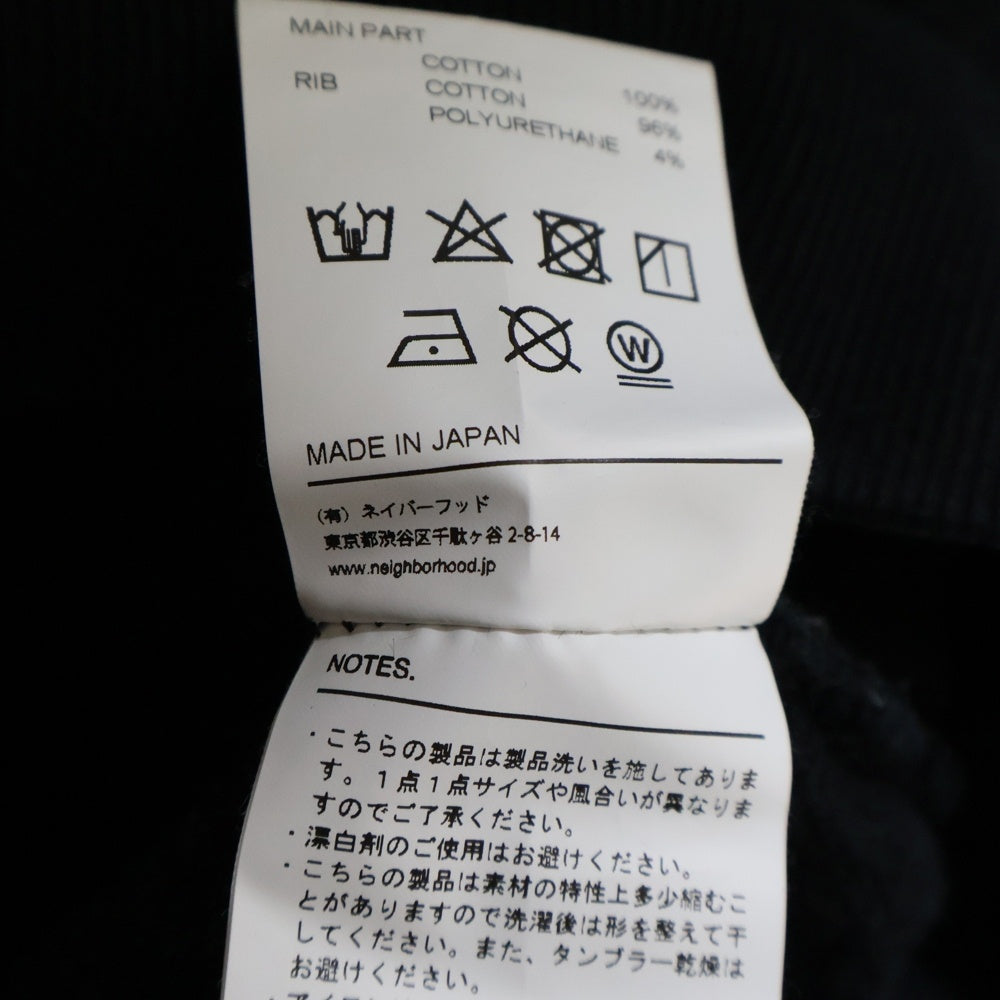 MAIN PART
COTTON 100%
RIB COTTON 96%
POLYURETHANE 4%
W
MADE IN JAPAN
(有) ネイバーフッド
東京都渋谷区千駄ヶ谷 2-8-14
www.neighborhood.jp
NOTES.
・こちらの製品は製品洗いを施してありま
す。1点1点サイズや風合いが異なりま
すのでご了承ください。
・漂白剤のご使用はお避けください。
・こちらの製品は素材の特性上多少縮むこ
とがありますので洗濯後は形を整えて干
してください。また、タンブラー乾燥は
お避けください。